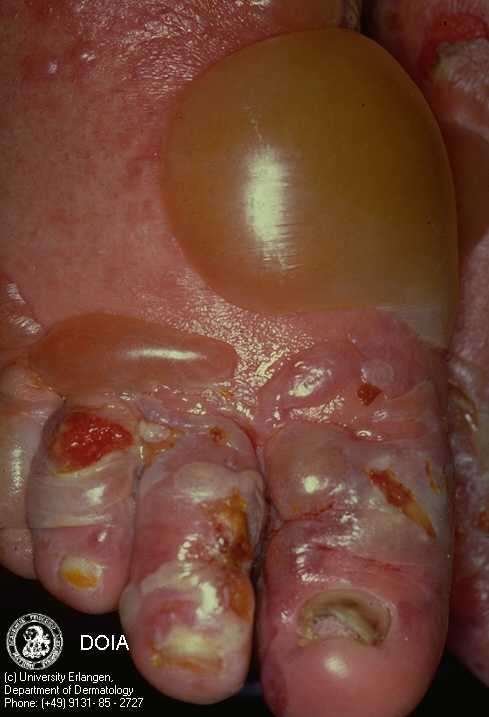 DOIA
(c) University Erlangen,
Department of Dermatology
Phone: (+49) 9131- 85 - 2727